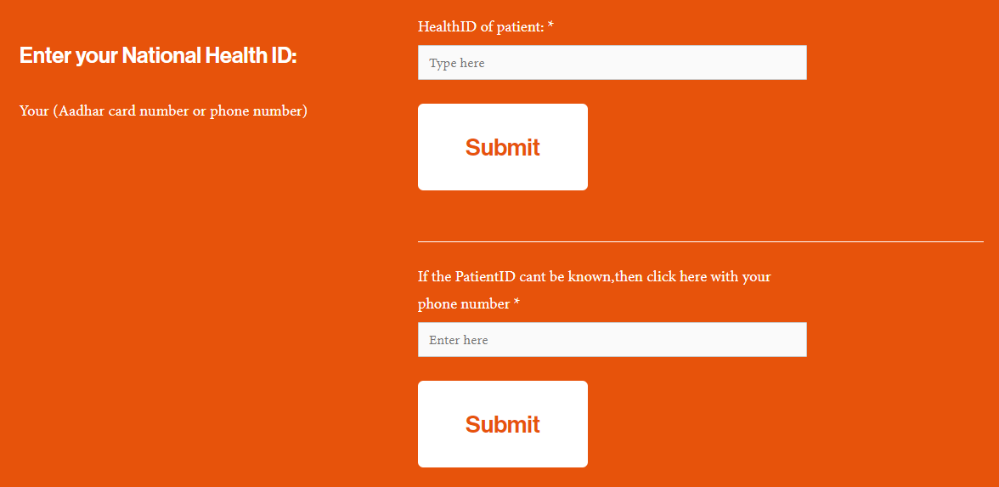 Enter your National Health ID:
Your (Aadhar card number or phone number)
HealthID of patient: *
Type here
Submit
If the PatientID cant be known,then click here with your
phone number *
Enter here
Submit